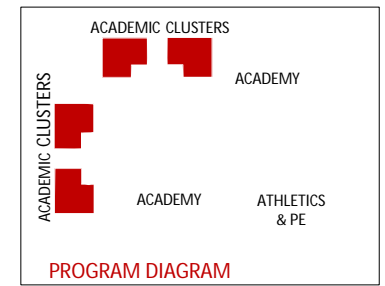 ACADEMIC CLUSTERS
ACADEMY
ACADEMIC CLUSTERS
ACADEMY
ATHLETICS
& PE
PROGRAM DIAGRAM